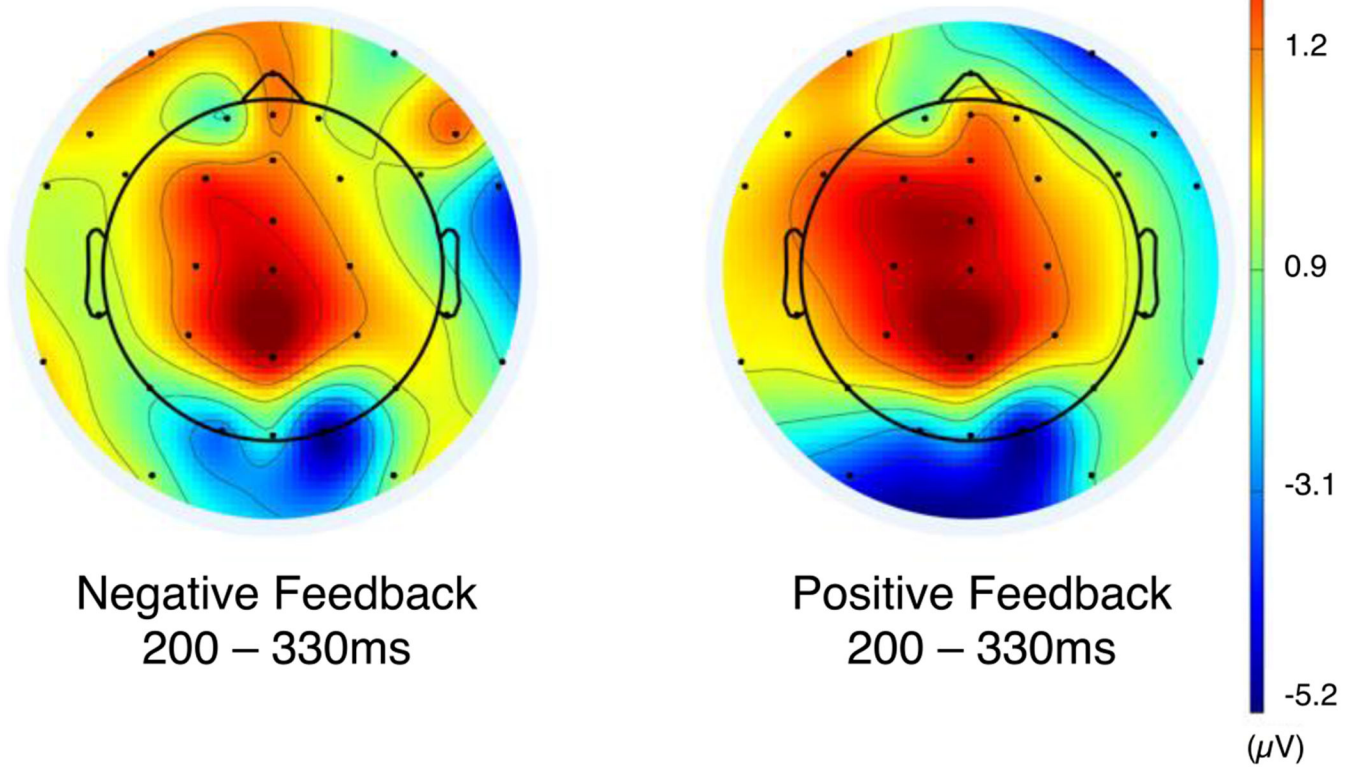 1.2
0.9
-3.1
-5.2
(μV)
Negative Feedback
200 – 330ms
Positive Feedback
200 – 330ms